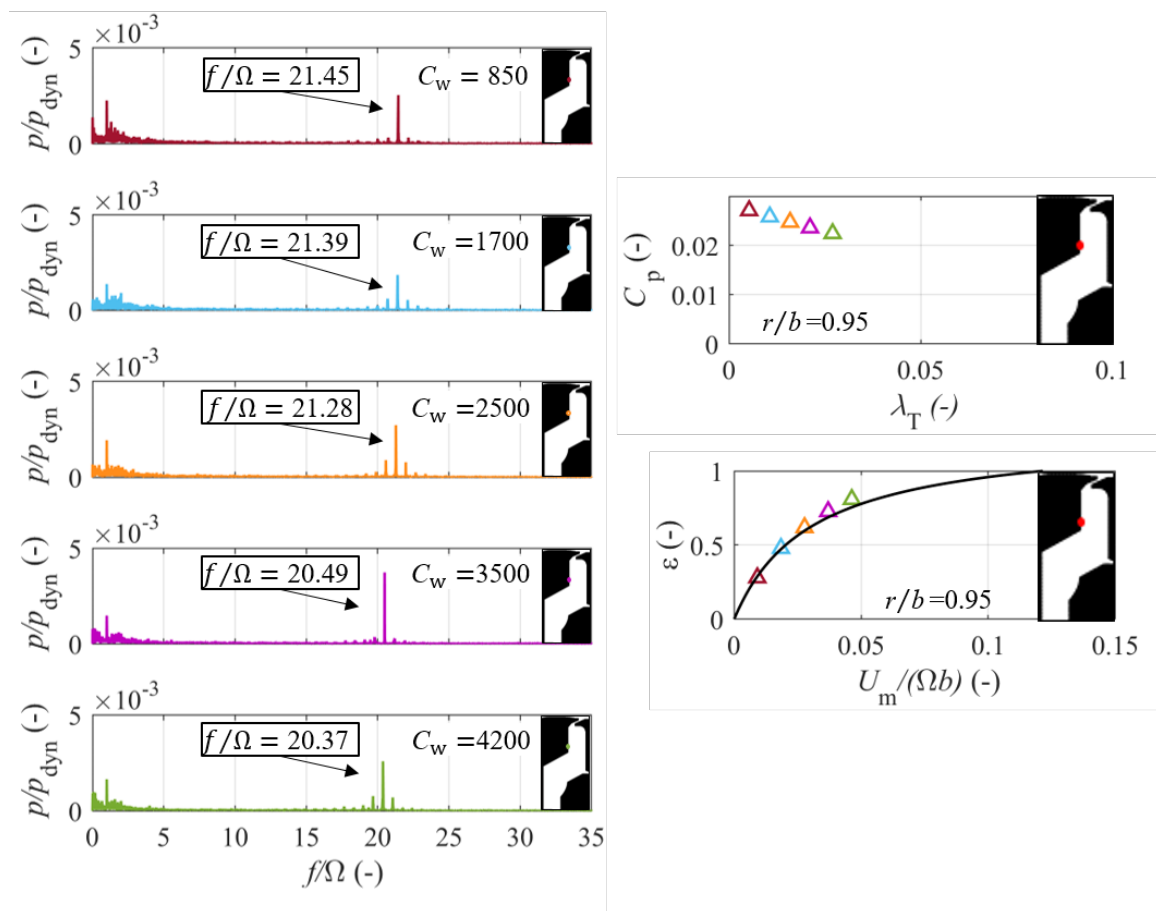 ×10⁻³
5
0
p/p_dyn (-)
f/Ω = 21.45
C_w = 850
×10⁻³
5
0
p/p_dyn (-)
f/Ω = 21.39
C_w =1700
×10⁻³
5
0
p/p_dyn (-)
f/Ω = 21.28
C_w =2500
×10⁻³
5
0
p/p_dyn (-)
f/Ω = 20.49
C_w =3500
×10⁻³
5
0
p/p_dyn (-)
f/Ω = 20.37
C_w =4200
0 5 10 15 20 25 30 35
f/Ω (-)
C_p (-)
0.02
0.01
0
r/b =0.95
0 0.05 0.1
λ_T (-)
ε (-)
1
0.5
0
r/b =0.95
0 0.05 0.1 0.15
U_m/(Ωb) (-)